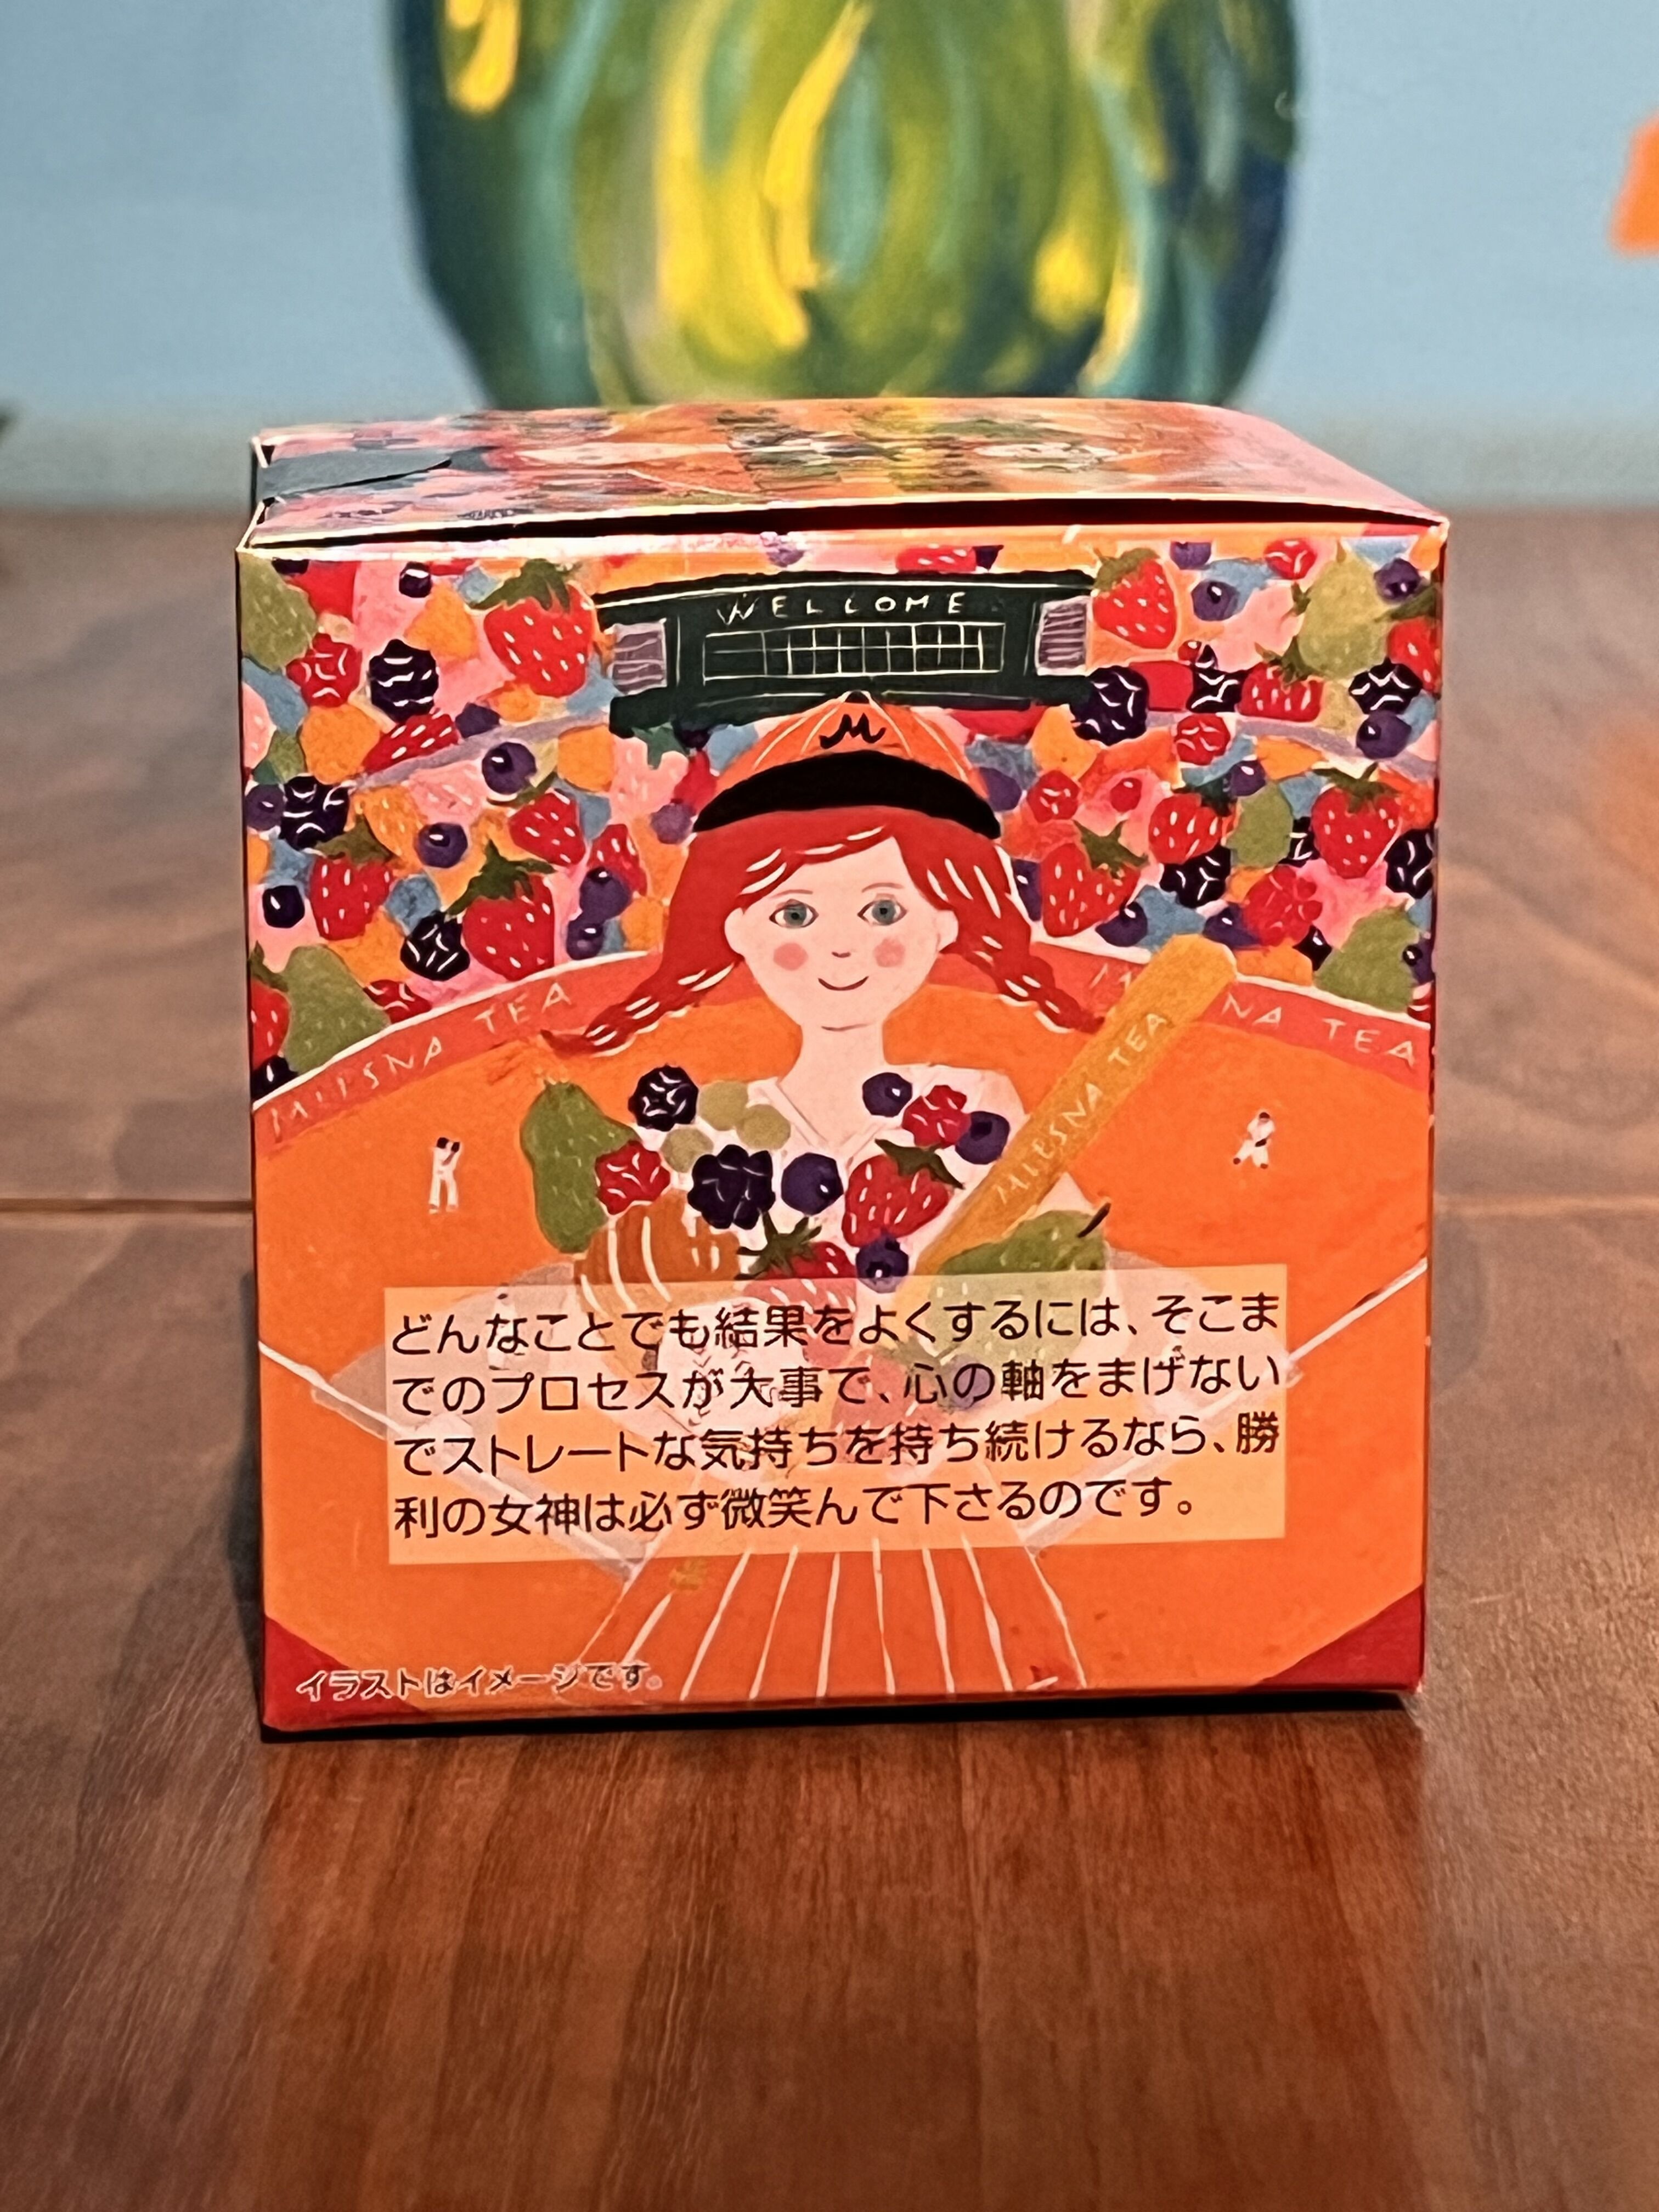 WELLOME
M
MLESNA TEA
NA TEA
MLESNA TEA
どんなことでも結果をよくするには、そこま
でのプロセスが大事で、心の軸をまげない
でストレートな気持ちを持ち続けるなら、勝
利の女神は必ず微笑んで下さるのです。
イラストはイメージです。